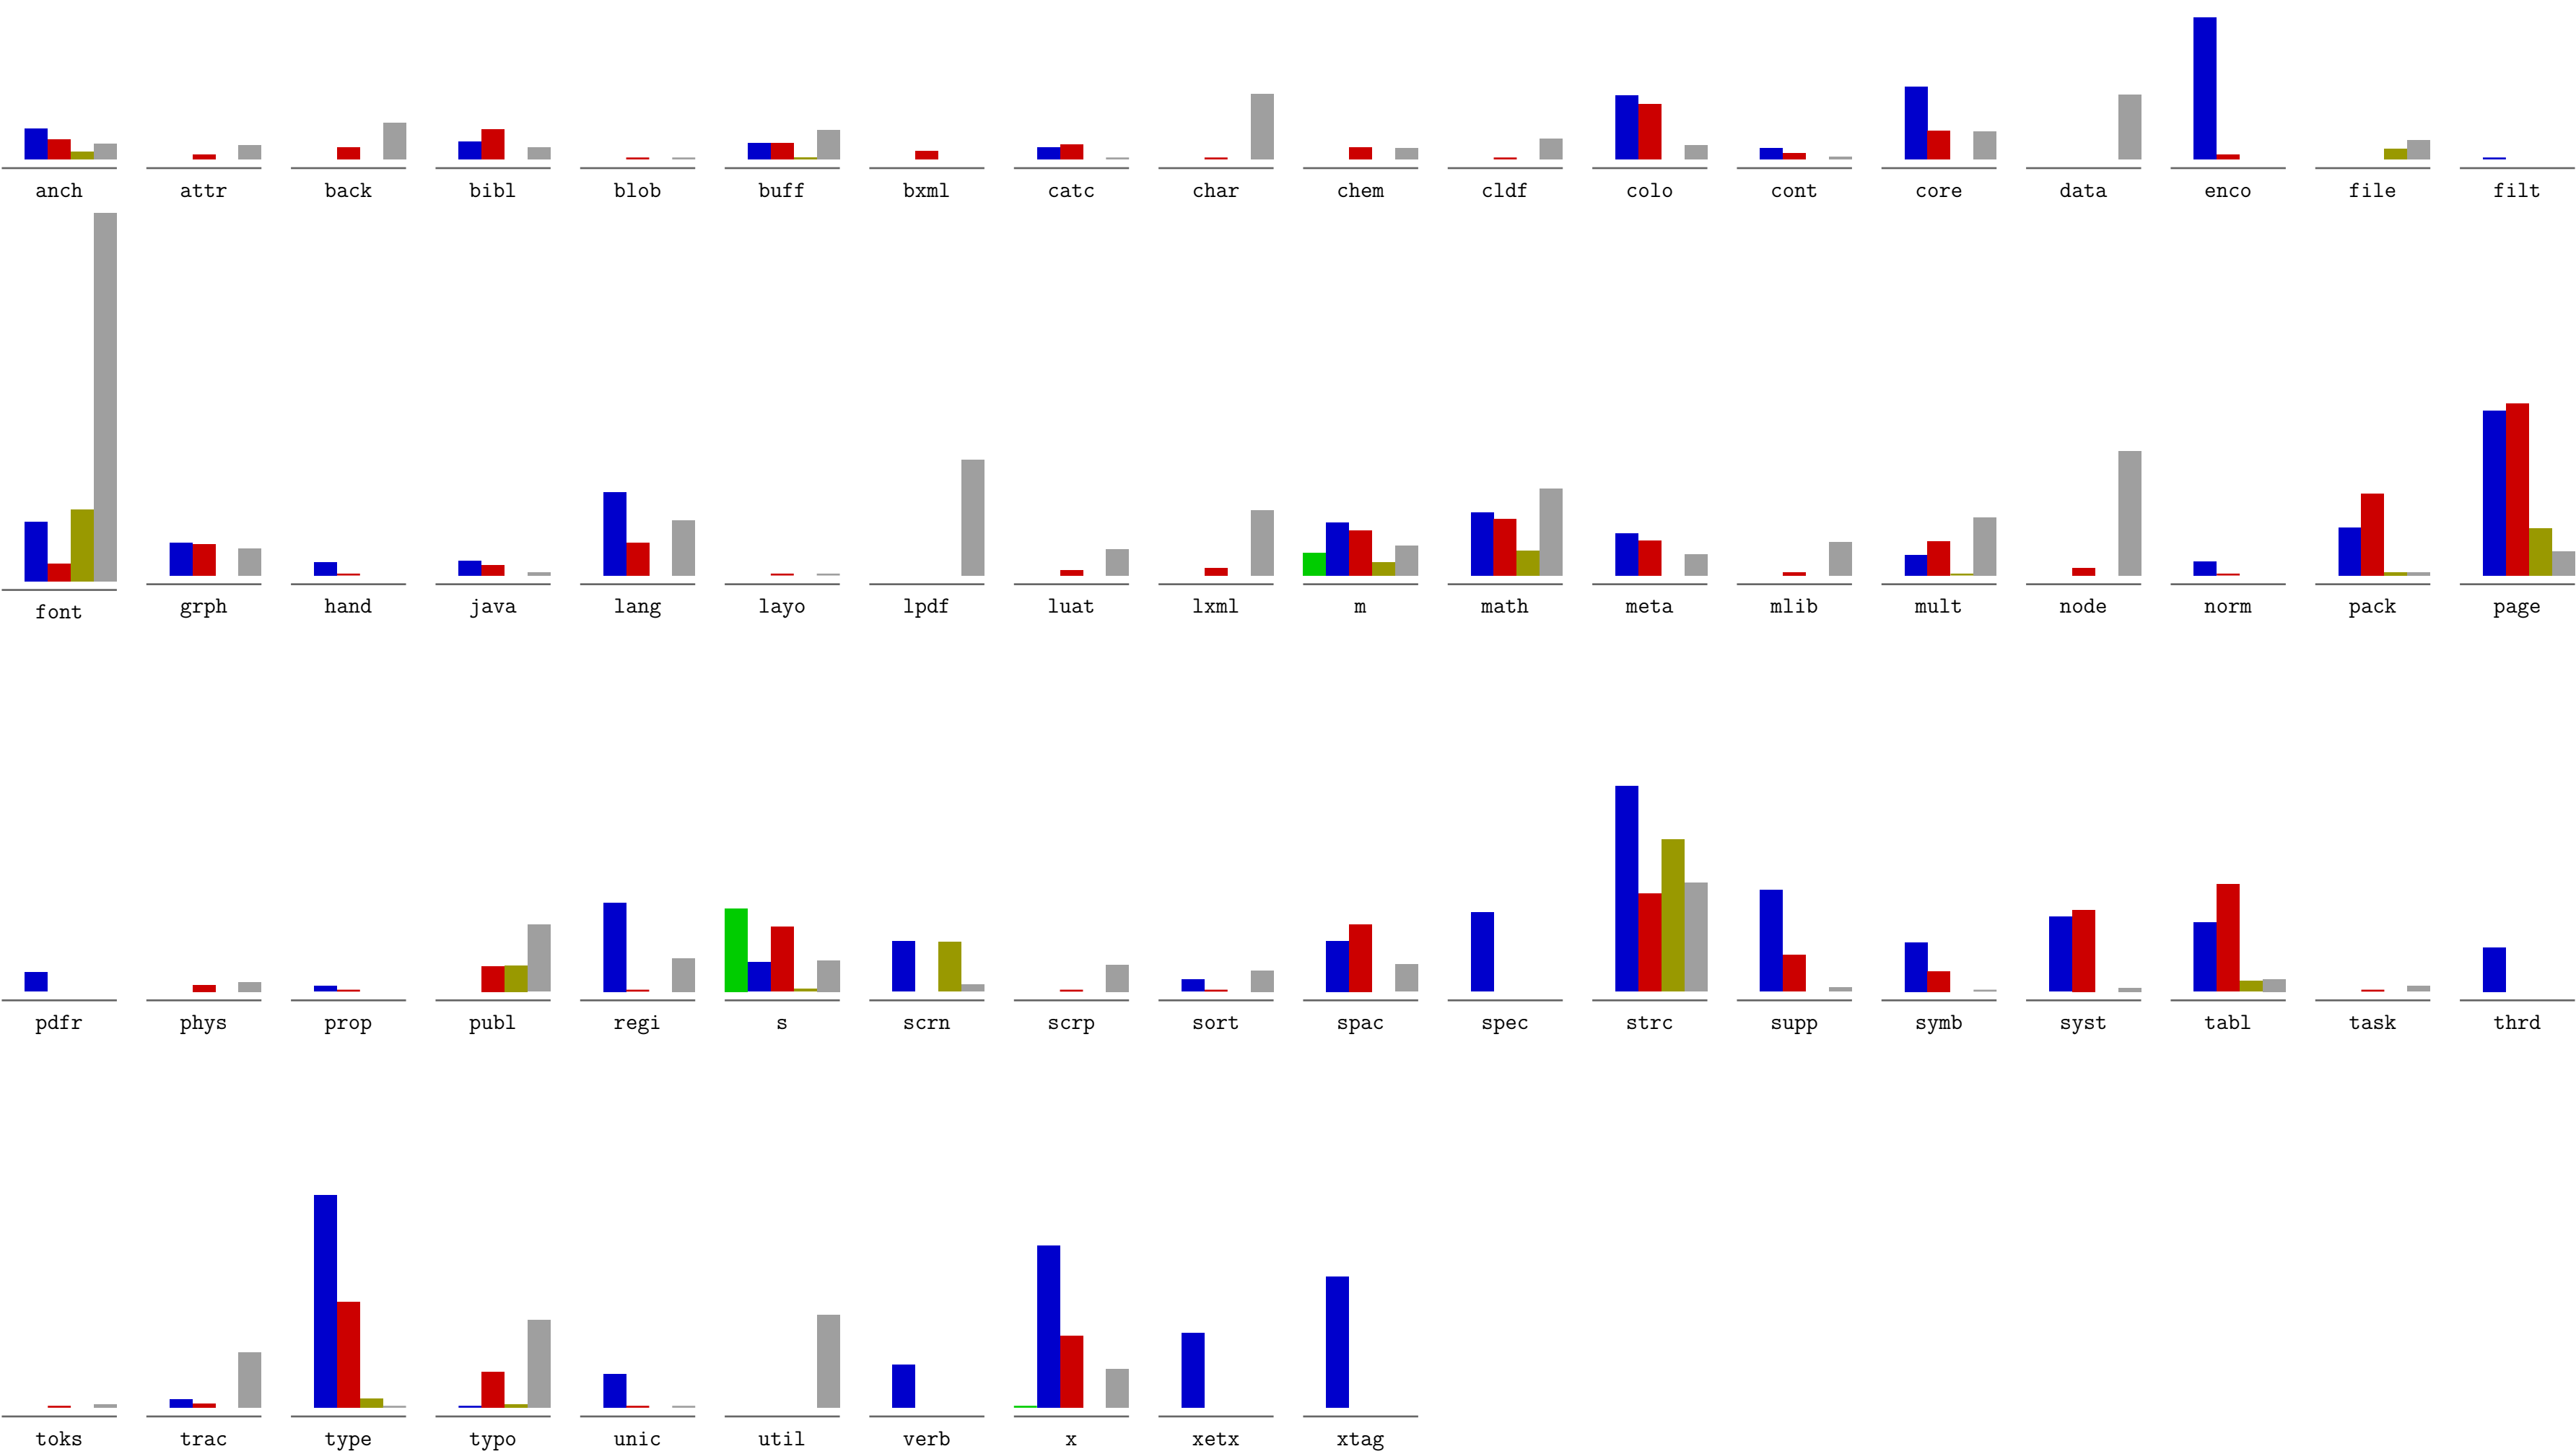 anch attr back bibl blob buff bxml catc char chem cldf colo cont core data enco file filt
font grph hand java lang layo lpdf luat lxml m math meta mlib mult node norm pack page
pdfr phys prop publ regi s scrn scrp sort spac spec strc supp symb syst tabl task thrd
toks trac type typo unic util verb x xetx xtag